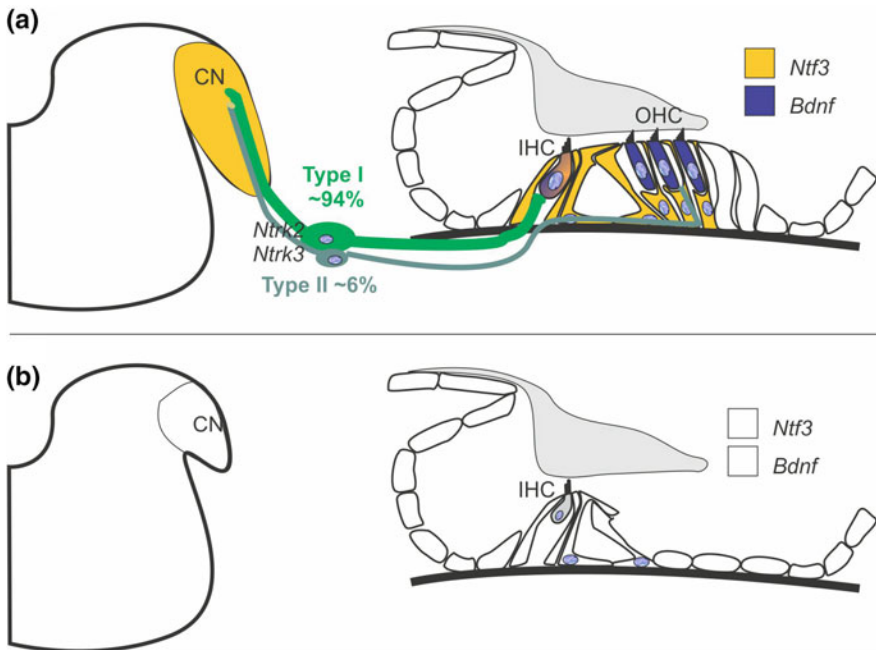 (a)
CN
Ntf3
Bdnf
OHC
IHC
Type I
~94%
Ntrk2
Ntrk3
Type II ~6%
(b)
CN
Ntf3
Bdnf
IHC